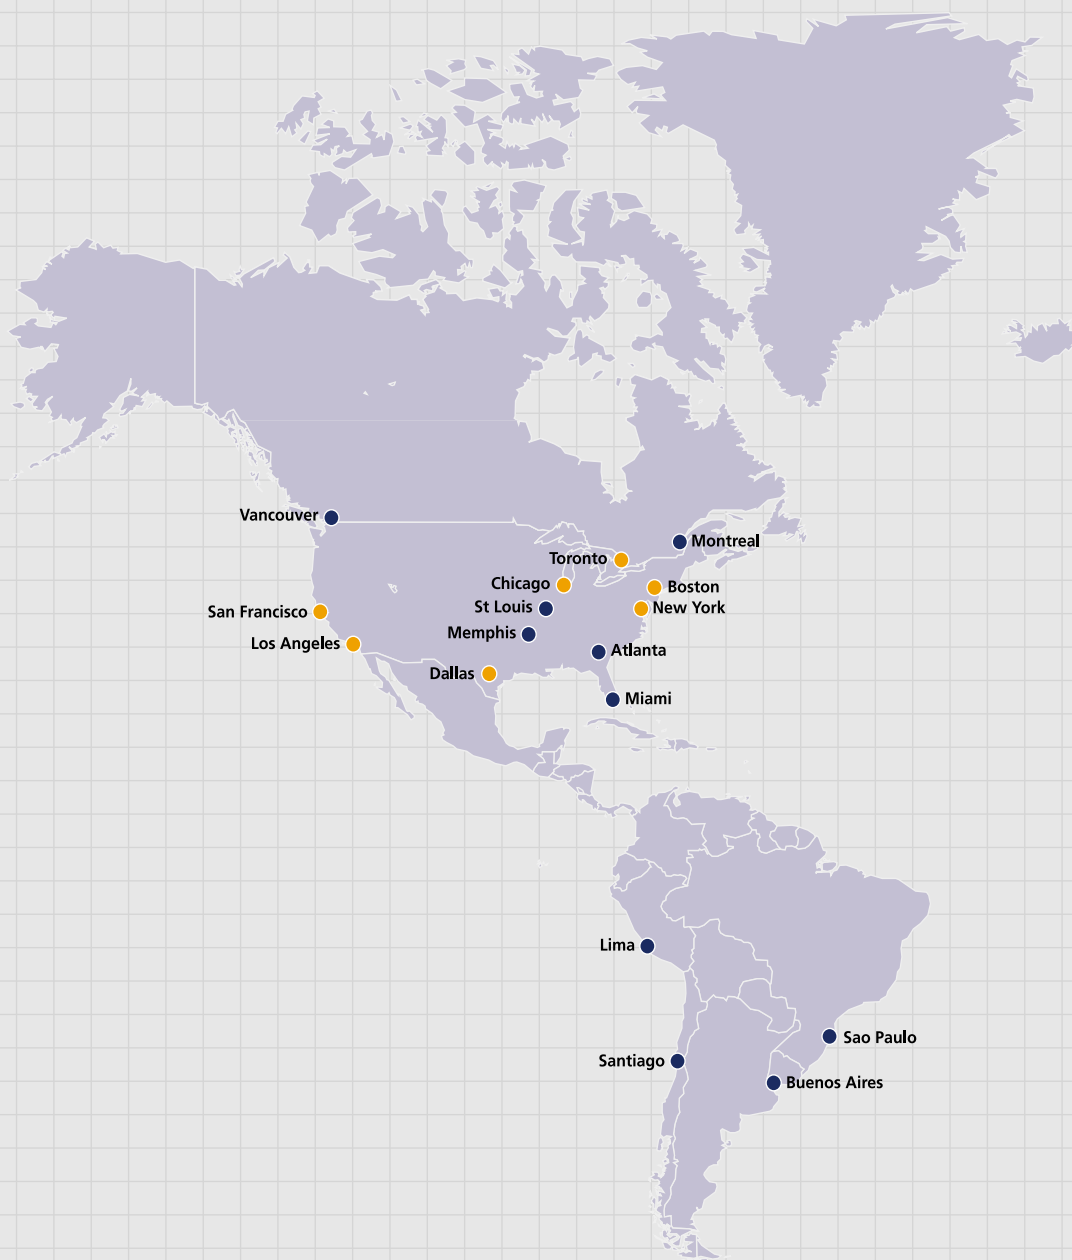 Vancouver
Montreal
Toronto
Chicago
Boston
St Louis
New York
San Francisco
Memphis
Los Angeles
Atlanta
Dallas
Miami
Lima
Sao Paulo
Santiago
Buenos Aires